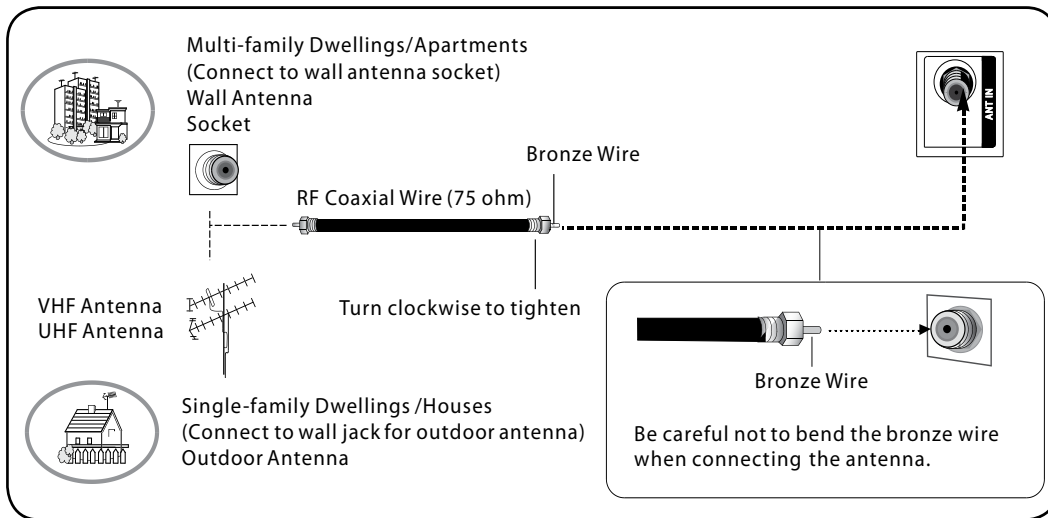 Multi-family Dwellings/Apartments
(Connect to wall antenna socket)
Wall Antenna
Socket
ANT IN
Bronze Wire
RF Coaxial Wire (75 ohm)
VHF Antenna
UHF Antenna
Turn clockwise to tighten
Bronze Wire
Single-family Dwellings /Houses
(Connect to wall jack for outdoor antenna)
Outdoor Antenna
Be careful not to bend the bronze wire
when connecting the antenna.